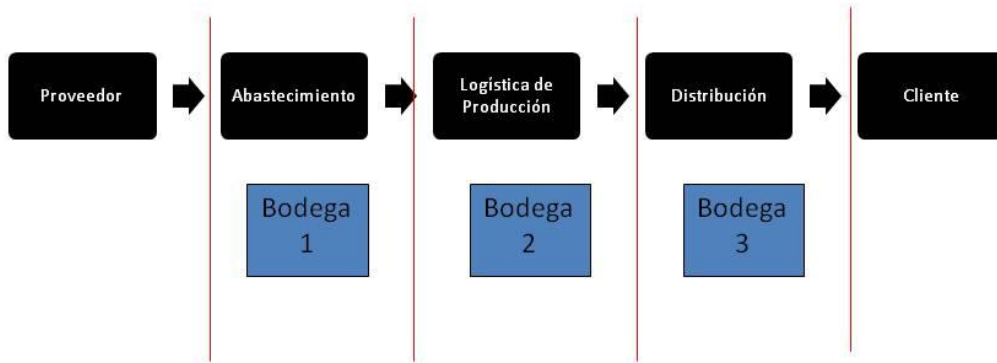 Proveedor
Abastecimiento
Logística de
Producción
Distribución
Cliente
Bodega
1
Bodega
2
Bodega
3